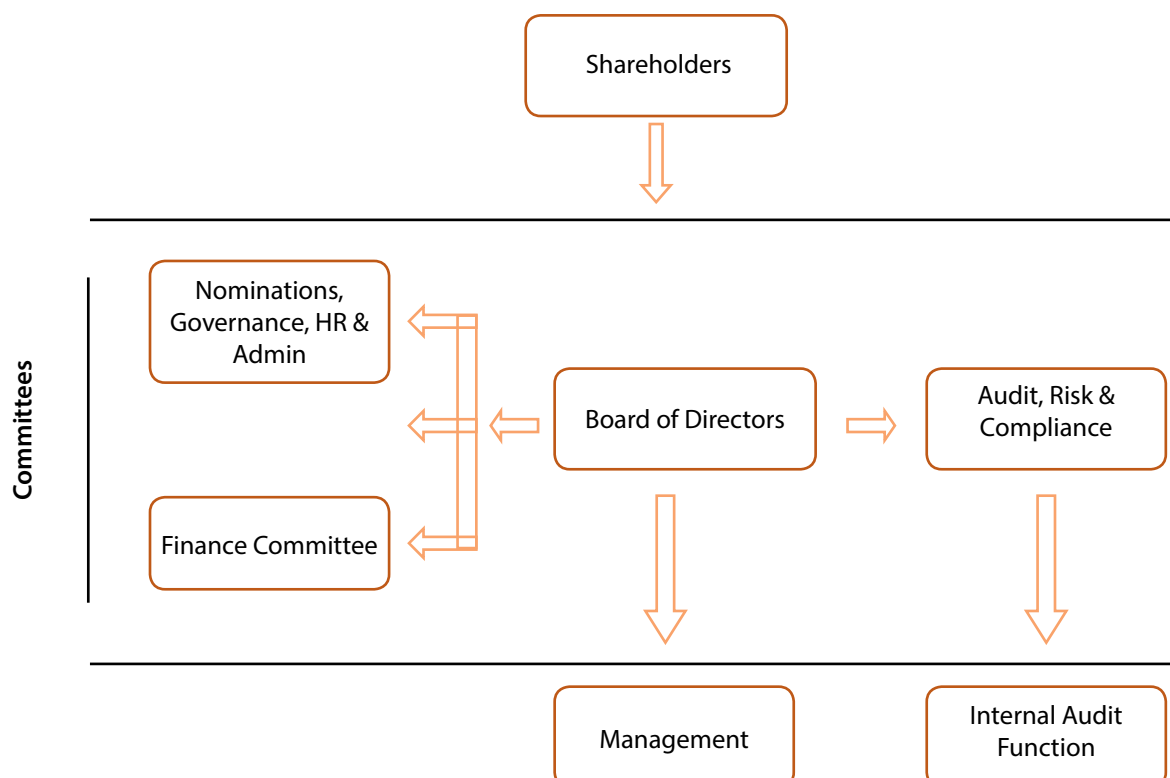 Shareholders
Committees
Nominations,
Governance, HR &
Admin
Board of Directors
Audit, Risk &
Compliance
Finance Committee
Management
Internal Audit
Function